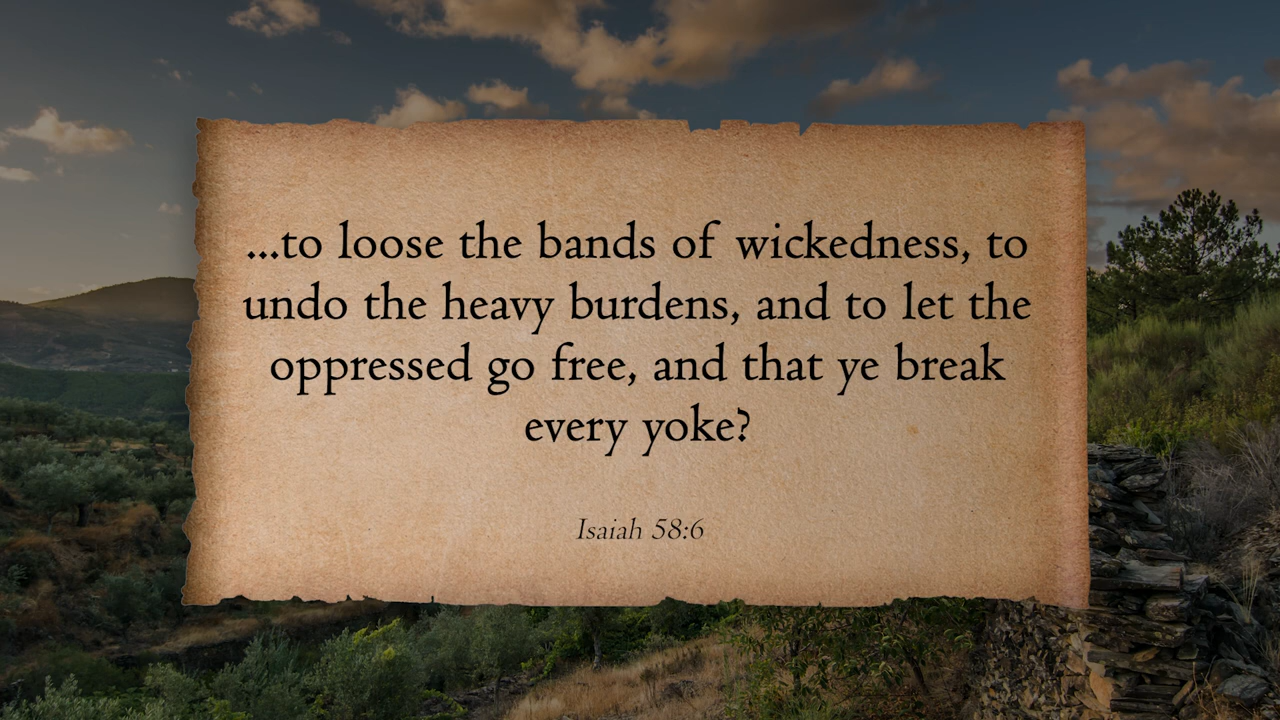 ...to loose the bands of wickedness, to
undo the heavy burdens, and to let the
oppressed go free, and that ye break
every yoke?
Isaiah 58:6